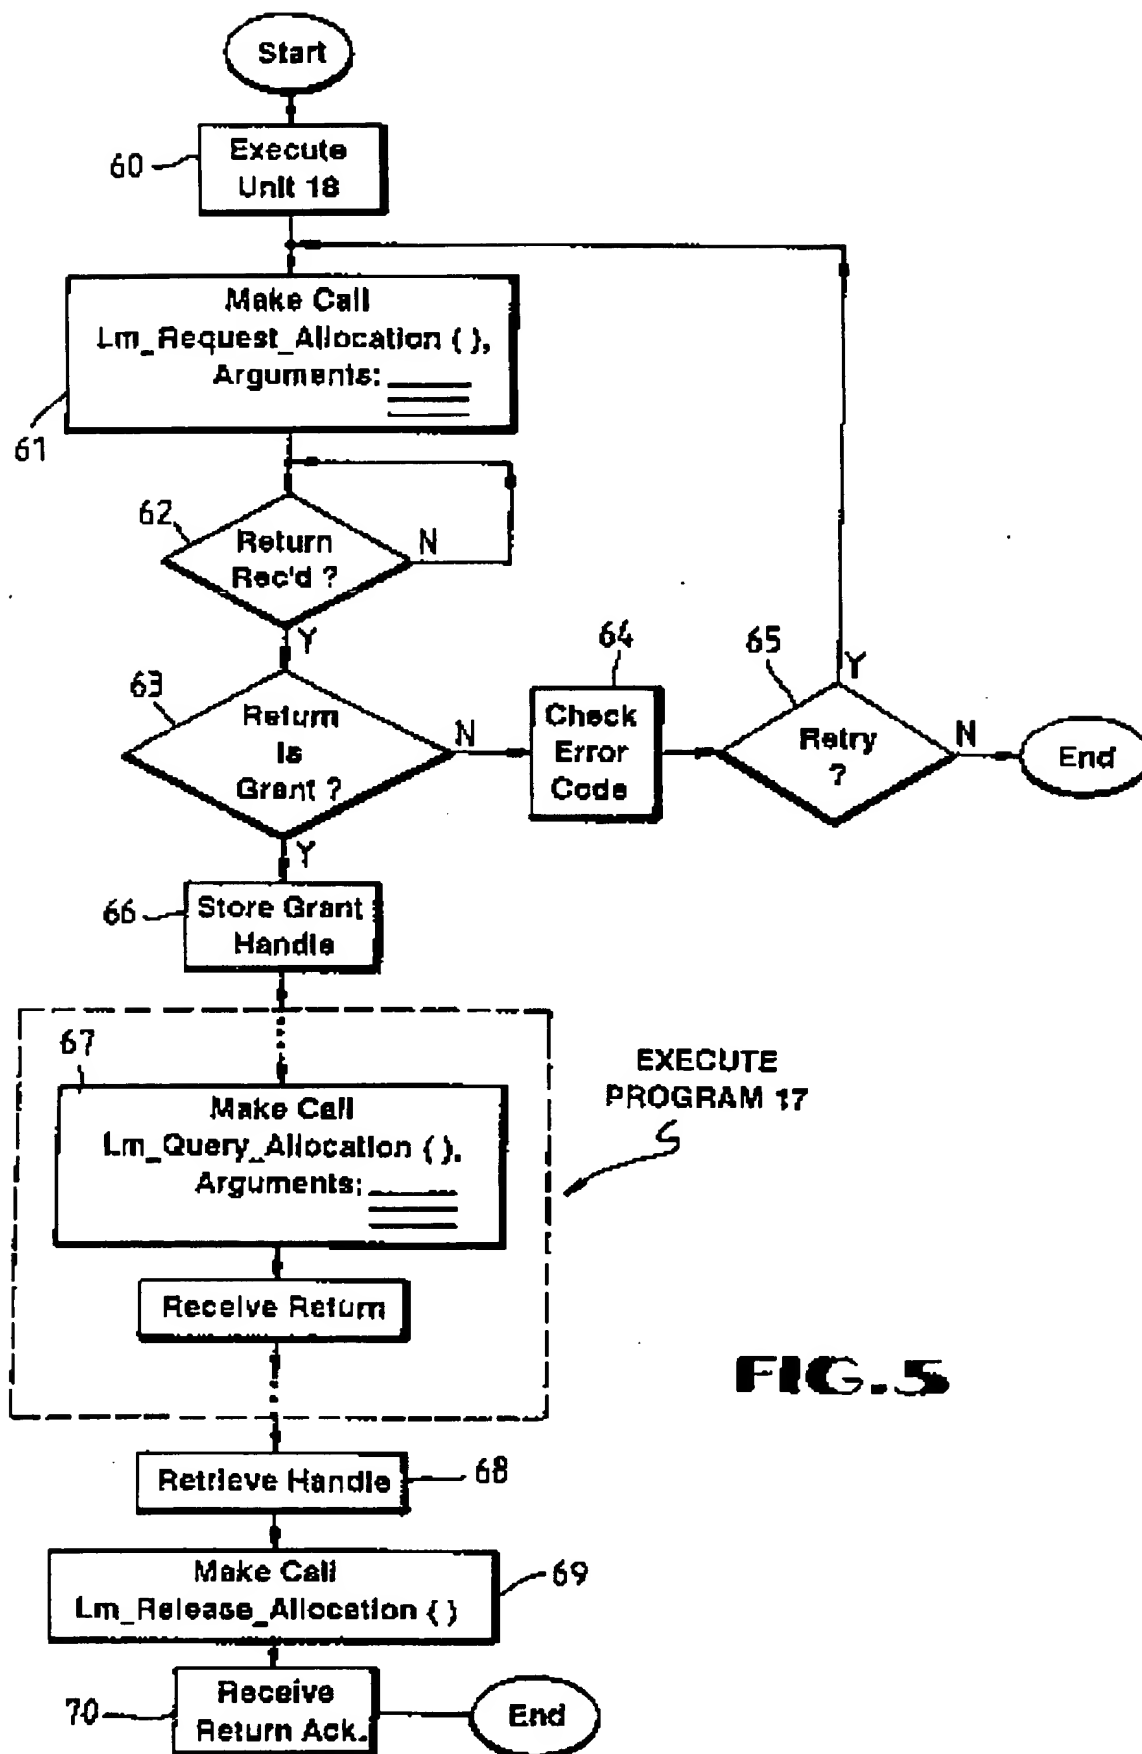 Start
60
Execute
Unit 18
Make Call
Lm_Request_Allocation ( ),
Arguments:
61
62
Return
Rec'd ?
N
Y
63
Return
Is
Grant ?
N
Y
64
Check
Error
Code
65
Retry
?
Y
N
End
66
Store Grant
Handle
67
Make Call
Lm_Query_Allocation ( ),
Arguments:
Receive Return
EXECUTE
PROGRAM 17
FIG.5
Retrieve Handle
68
Make Call
Lm_Release_Allocation ( )
69
70
Receive
Return Ack.
End